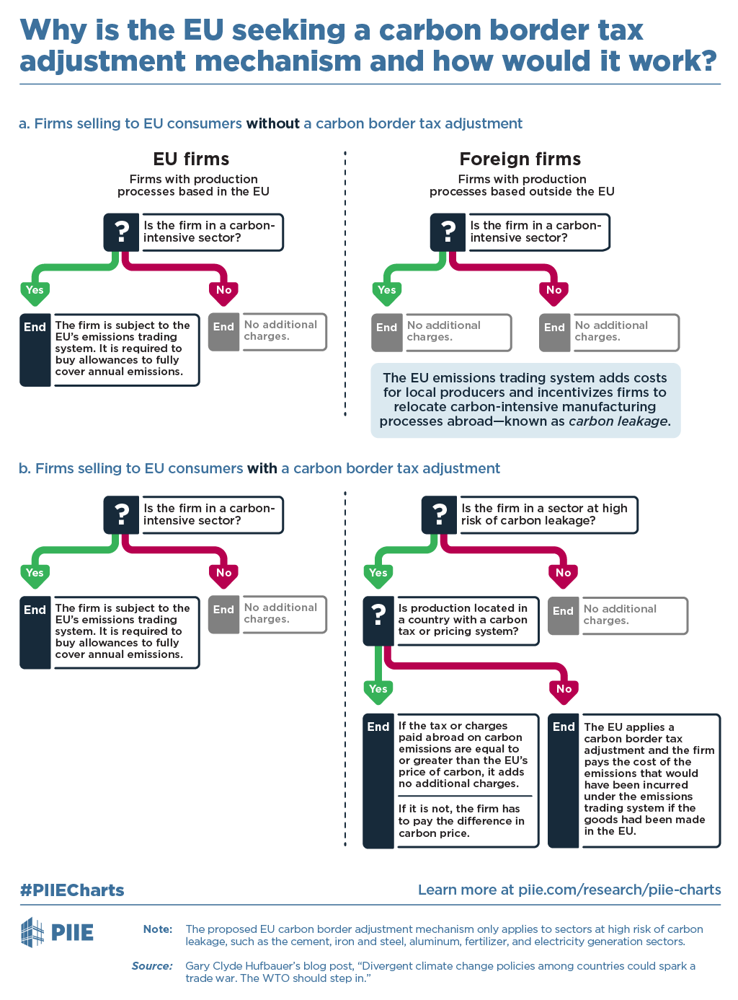 Why is the EU seeking a carbon border tax
adjustment mechanism and how would it work?
a. Firms selling to EU consumers without a carbon border tax adjustment
EU firms
Firms with production
processes based in the EU
?
Is the firm in a carbon-
intensive sector?
Yes
No
End
The firm is subject to the
EU's emissions trading
system. It is required to
buy allowances to fully
cover annual emissions.
End
No additional
charges.
Foreign firms
Firms with production
processes based outside the EU
?
Is the firm in a carbon-
intensive sector?
Yes
No
End
No additional
charges.
End
No additional
charges.
The EU emissions trading system adds costs
for local producers and incentivizes firms to
relocate carbon-intensive manufacturing
processes abroad—known as carbon leakage.
b. Firms selling to EU consumers with a carbon border tax adjustment
?
Is the firm in a carbon-
intensive sector?
Yes
No
End
The firm is subject to the
EU's emissions trading
system. It is required to
buy allowances to fully
cover annual emissions.
End
No additional
charges.
?
Is the firm in a sector at high
risk of carbon leakage?
Yes
No
?
Is production located in
a country with a carbon
tax or pricing system?
End
No additional
charges.
Yes
No
End
If the tax or charges
paid abroad on carbon
emissions are equal to
or greater than the EU's
price of carbon, it adds
no additional charges.
If it is not, the firm has
to pay the difference in
carbon price.
End
The EU applies a
carbon border tax
adjustment and the firm
pays the cost of the
emissions that would
have been incurred
under the emissions
trading system if the
goods had been made
in the EU.
#PIIECharts
Learn more at piie.com/research/piie-charts
PIIE
Note: The proposed EU carbon border adjustment mechanism only applies to sectors at high risk of carbon
leakage, such as the cement, iron and steel, aluminum, fertilizer, and electricity generation sectors.
Source: Gary Clyde Hufbauer's blog post, “Divergent climate change policies among countries could spark a
trade war. The WTO should step in.”